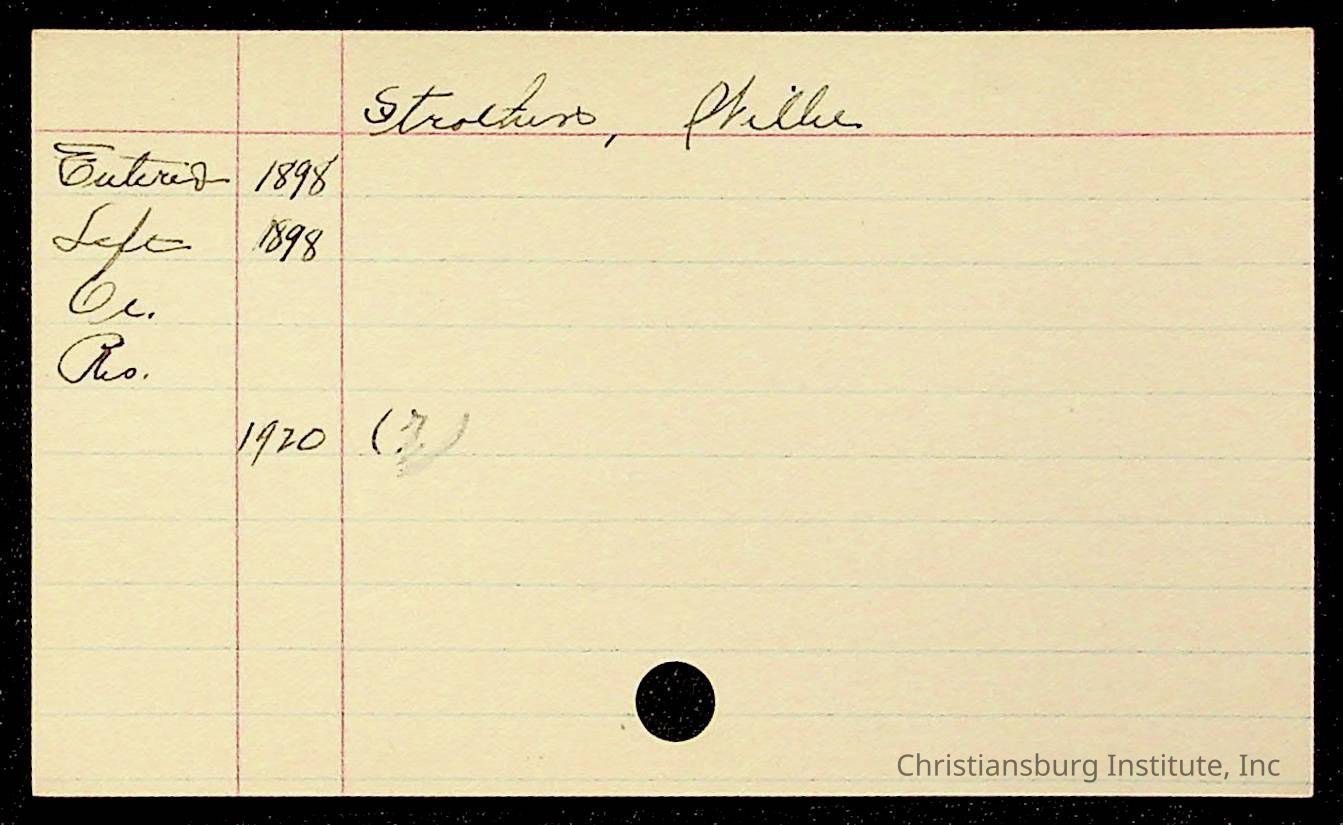 Strothers, Willie
Entered 1898
Left 1898
Oc.
Res.
1920 (?)
Christiansburg Institute, Inc